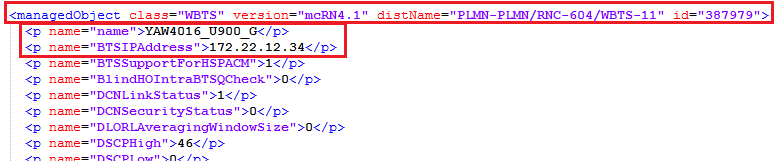 <managedObject class="WBTS" version="mcRN4.1" distName="PLMN-PLMN/RNC-604/WBTS-11" id="387979">
<p name="name">YAW4016_U900_G</p>
<p name="BTSIPAddress">172.22.12.34</p>
<p name="BTSSupportForHSPACM">1</p>
<p name="BlindHOIntraBTSQCheck">0</p>
<p name="DCNLinkStatus">1</p>
<p name="DCNSecurityStatus">0</p>
<p name="DLORLAveragingWindowSize">0</p>
<p name="DSCPHigh">46</p>
<p name="DSCPLow">0</p>